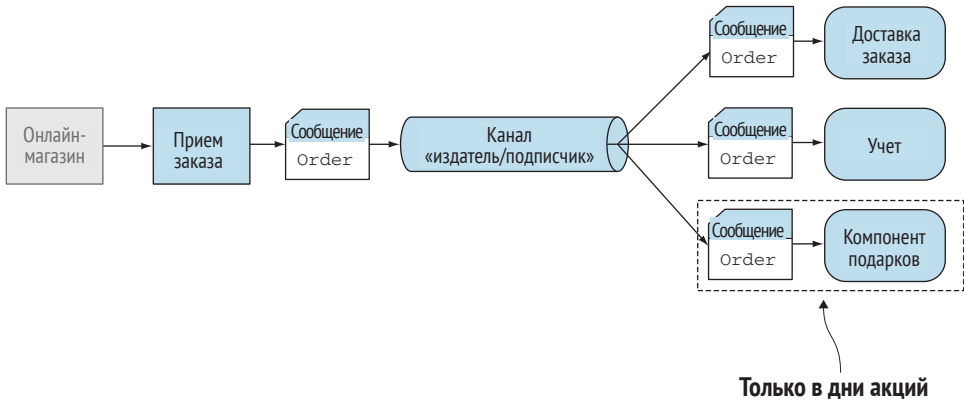 Сообщение
Order
Доставка
заказа
Онлайн-
магазин
Прием
заказа
Сообщение
Order
Канал
«издатель/подписчик»
Сообщение
Order
Учет
Сообщение
Order
Компонент
подарков
Только в дни акций